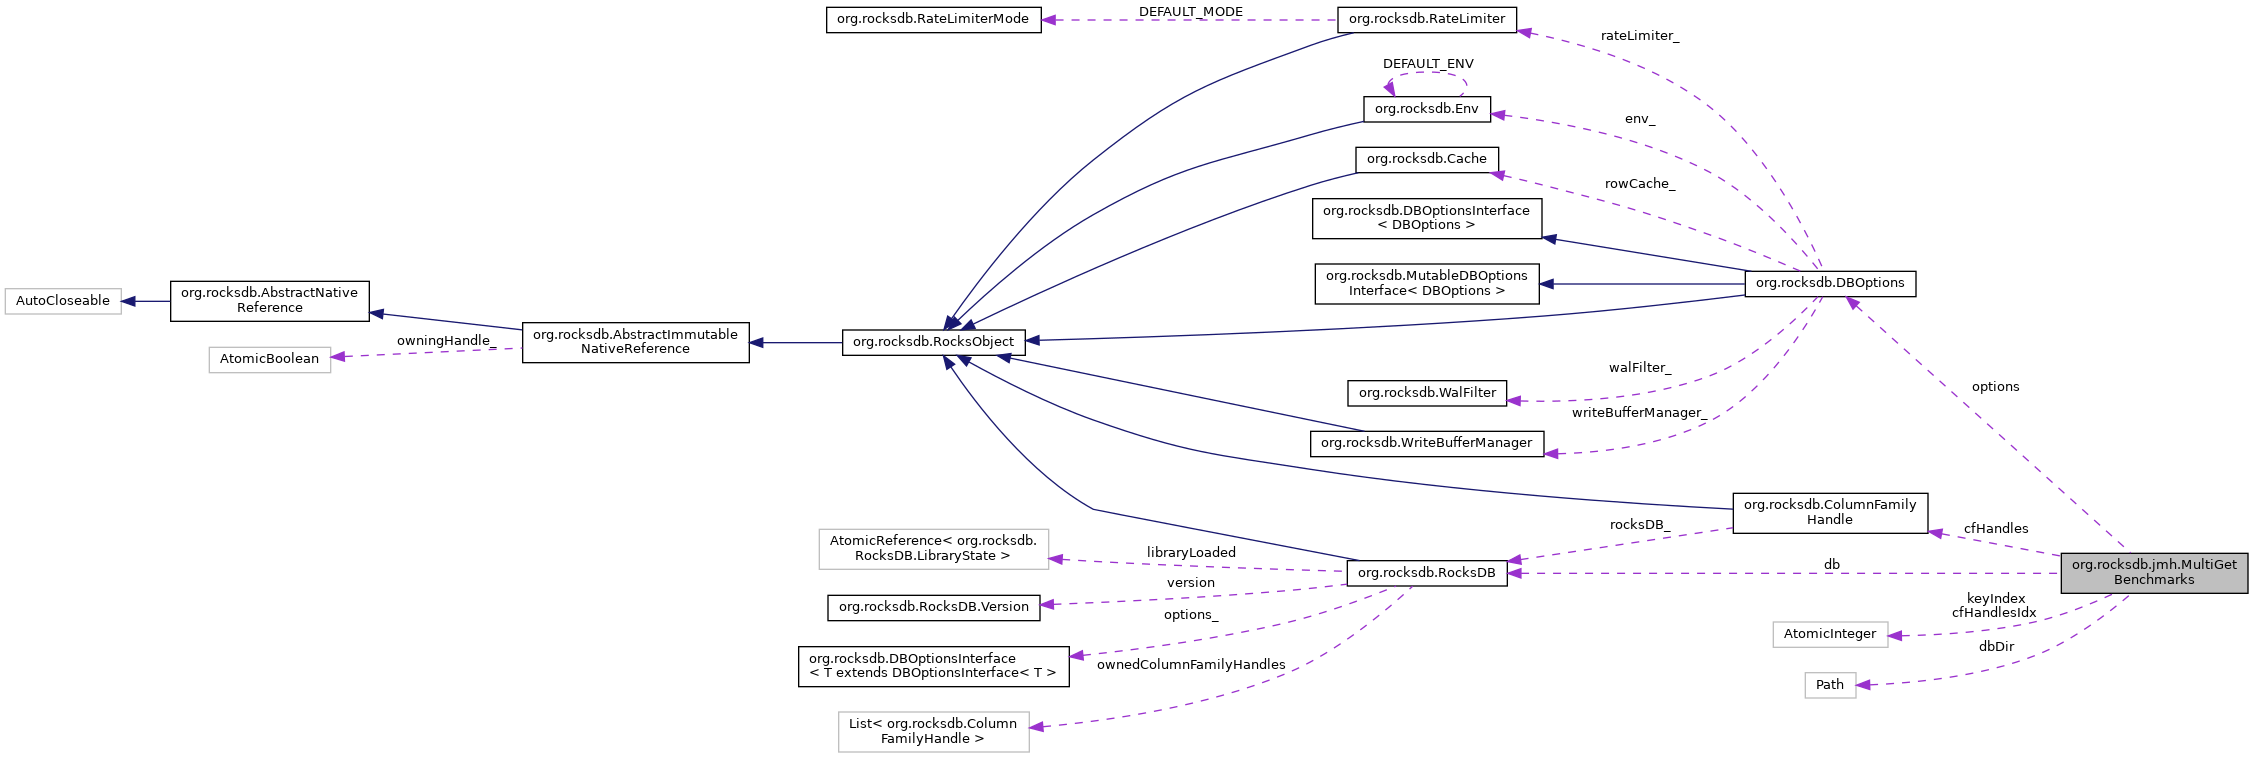 org.rocksdb.RateLimiterMode
DEFAULT_MODE
org.rocksdb.RateLimiter
rateLimiter_
DEFAULT_ENV
org.rocksdb.Env
env_
org.rocksdb.Cache
rowCache_
org.rocksdb.DBOptionsInterface
< DBOptions >
org.rocksdb.MutableDBOptions
Interface< DBOptions >
org.rocksdb.DBOptions
AutoCloseable
org.rocksdb.AbstractNative
Reference
owningHandle_
AtomicBoolean
org.rocksdb.AbstractImmutable
NativeReference
org.rocksdb.RocksObject
walFilter_
org.rocksdb.WalFilter
options
writeBufferManager_
org.rocksdb.WriteBufferManager
org.rocksdb.ColumnFamily
Handle
rocksDB_
cfHandles
AtomicReference< org.rocksdb.
RocksDB.LibraryState >
libraryLoaded
org.rocksdb.RocksDB
db
org.rocksdb.jmh.MultiGet
Benchmarks
version
org.rocksdb.RocksDB.Version
options_
keyIndex
cfHandlesIdx
AtomicInteger
org.rocksdb.DBOptionsInterface
< T extends DBOptionsInterface< T >
ownedColumnFamilyHandles
dbDir
Path
List< org.rocksdb.Column
FamilyHandle >